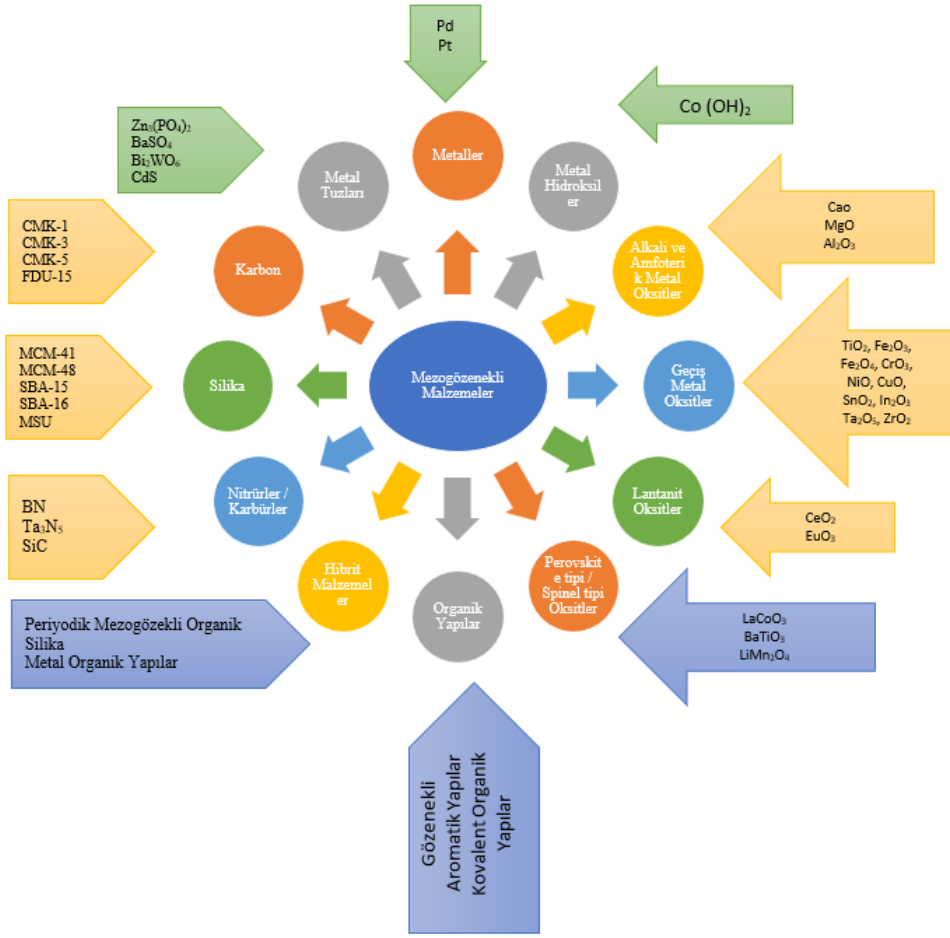 Pd
Pt
Metaller
Co (OH)₂
Metal
Hidroksil
er
Cao
MgO
Al₂O₃
Alkali ve
Amfoteri
k Metal
Oksitler
TiO₂, Fe₂O₃,
Fe₂O₄, CrO₃,
NiO, CuO,
SnO₂, In₂O₃
Ta₂O₅, ZrO₂
Geçiş
Metal
Oksitler
CeO₂
EuO₃
Lantanit
Oksitler
LaCoO₃
BaTiO₃
LiMn₂O₄
Perovskit
e tipi /
Spinel tipi
Oksitler
Gözenekli
Aromatik Yapılar
Kovalent Organik
Yapılar
Organik
Yapılar
Periyodik Mezogözekli Organik
Silika
Metal Organik Yapılar
Hibrit
Malzemel
er
BN
Ta₃N₅
SiC
Nitrürler /
Karbürler
MCM-41
MCM-48
SBA-15
SBA-16
MSU
Silika
CMK-1
CMK-3
CMK-5
FDU-15
Karbon
Zn₃(PO₄)₂
BaSO₄
Bi₂WO₆
CdS
Metal
Tuzları
Mezogözenekli
Malzemeler